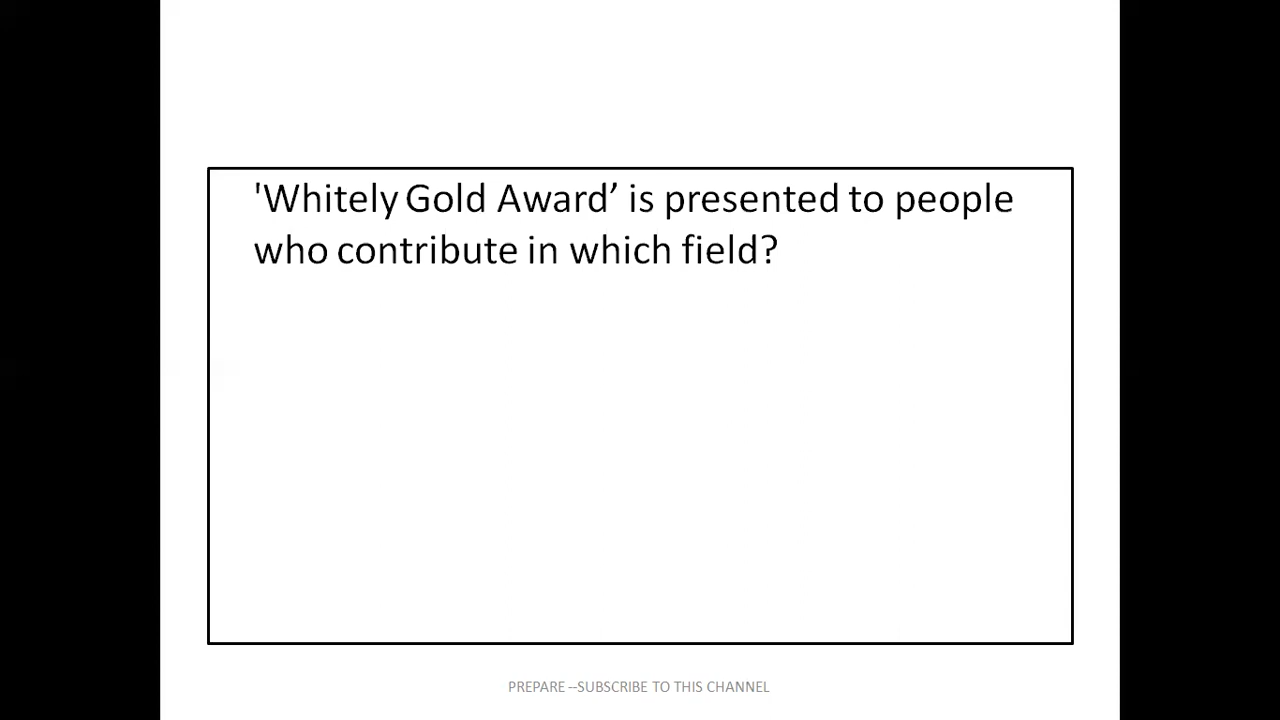 'Whitely Gold Award’ is presented to people
who contribute in which field?
PREPARE --SUBSCRIBE TO THIS CHANNEL